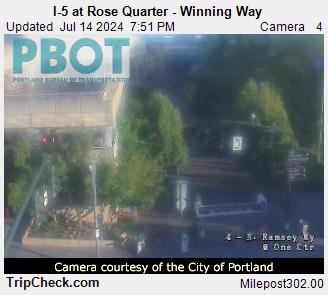 I-5 at Rose Quarter - Winning Way
Updated Jul 14 2024 7:51 PM Camera 4
PBOT
PORTLAND BUREAU OF TRANSPORTATION
4 - N. Ramsey Wy
@ One Ctr
Camera courtesy of the City of Portland
TripCheck.com Milepost302.00